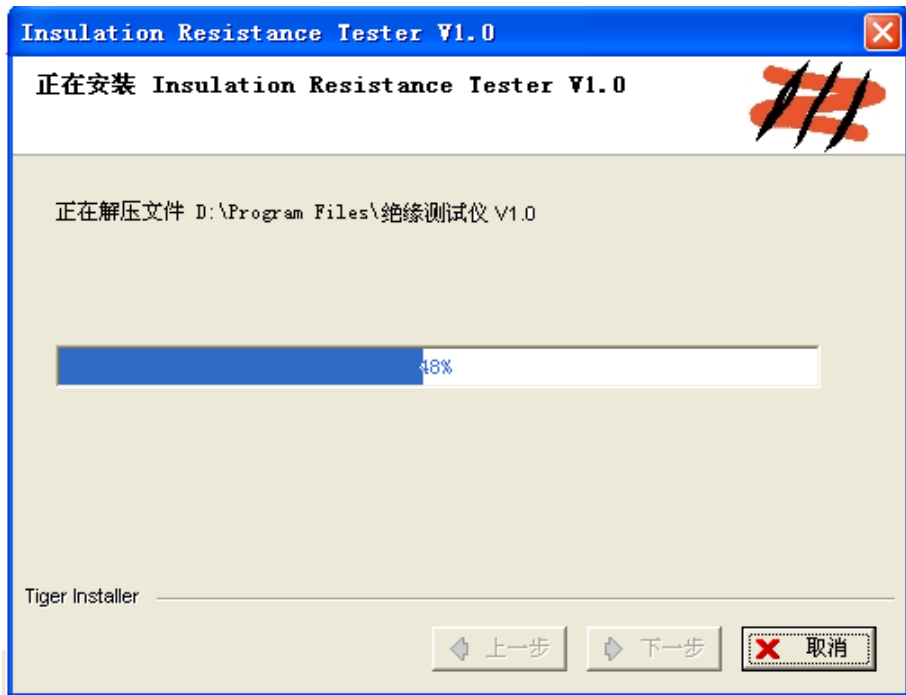 Insulation Resistance Tester V1.0
正在安装 Insulation Resistance Tester V1.0
正在解压文件 D:\Program Files\绝缘测试仪 V1.0
48%
Tiger Installer
上一步
下一步
取消